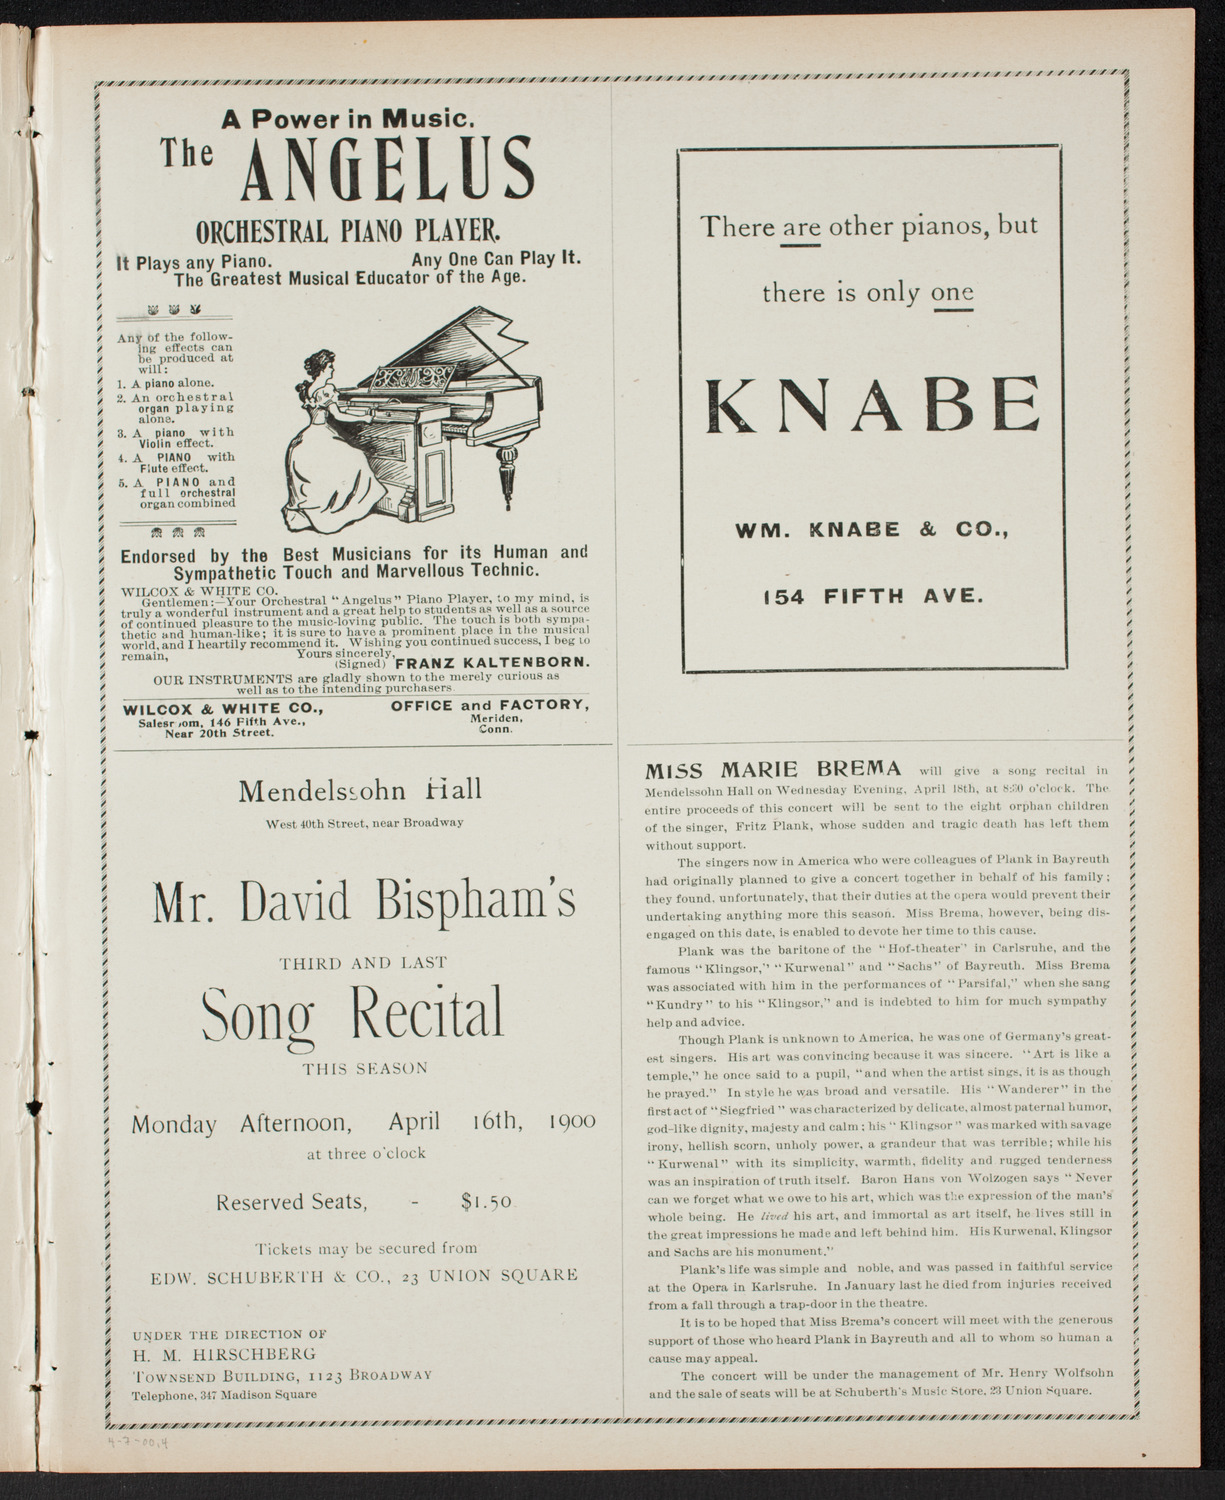 A Power in Music.
The ANGELUS
ORCHESTRAL PIANO PLAYER.
It Plays any Piano. Any One Can Play It.
The Greatest Musical Educator of the Age.
Any of the follow-
ing effects can
be produced at
will:
1. A piano alone.
2. An orchestral
organ playing
alone.
3. A piano with
Violin effect.
4. A PIANO with
Flute effect.
5. A PIANO and
full orchestral
organ combined
Endorsed by the Best Musicians for its Human and
Sympathetic Touch and Marvellous Technic.
WILCOX & WHITE CO.
Gentlemen:—Your Orchestral "Angelus" Piano Player, to my mind, is
truly a wonderful instrument and a great help to students as well as a source
of continued pleasure to the music-loving public. The touch is both sympa-
thetic and human-like; it is sure to have a prominent place in the musical
world, and I heartily recommend it. Wishing you continued success, I beg to
remain, Yours sincerely,
(Signed) FRANZ KALTENBORN.
OUR INSTRUMENTS are gladly shown to the merely curious as
well as to the intending purchasers
WILCOX & WHITE CO., OFFICE and FACTORY,
Salesroom, 146 Fifth Ave., Meriden,
Near 20th Street. Conn.
There are other pianos, but
there is only one
KNABE
WM. KNABE & CO.,
154 FIFTH AVE.
Mendelssohn Hall
West 40th Street, near Broadway
Mr. David Bispham's
THIRD AND LAST
Song Recital
THIS SEASON
Monday Afternoon, April 16th, 1900
at three o'clock
Reserved Seats, - $1.50
Tickets may be secured from
EDW. SCHUBERTH & CO., 23 UNION SQUARE
UNDER THE DIRECTION OF
H. M. HIRSCHBERG
TOWNSEND BUILDING, 1123 BROADWAY
Telephone, 347 Madison Square
MISS MARIE BREMA will give a song recital in
Mendelssohn Hall on Wednesday Evening, April 18th, at 8:30 o'clock. The
entire proceeds of this concert will be sent to the eight orphan children
of the singer, Fritz Plank, whose sudden and tragic death has left them
without support.
The singers now in America who were colleagues of Plank in Bayreuth
had originally planned to give a concert together in behalf of his family;
they found, unfortunately, that their duties at the opera would prevent their
undertaking anything more this season. Miss Brema, however, being dis-
engaged on this date, is enabled to devote her time to this cause.
Plank was the baritone of the "Hof-theater" in Carlsruhe, and the
famous "Klingsor," "Kurwenal" and "Sachs" of Bayreuth. Miss Brema
was associated with him in the performances of "Parsifal," when she sang
"Kundry" to his "Klingsor," and is indebted to him for much sympathy
help and advice.
Though Plank is unknown to America, he was one of Germany's great-
est singers. His art was convincing because it was sincere. "Art is like a
temple," he once said to a pupil, "and when the artist sings, it is as though
he prayed." In style he was broad and versatile. His "Wanderer" in the
first act of "Siegfried" was characterized by delicate, almost paternal humor,
god-like dignity, majesty and calm; his "Klingsor" was marked with savage
irony, hellish scorn, unholy power, a grandeur that was terrible; while his
"Kurwenal" with its simplicity, warmth, fidelity and rugged tenderness
was an inspiration of truth itself. Baron Hans von Wolzogen says "Never
can we forget what we owe to his art, which was the expression of the man's
whole being. He lived his art, and immortal as art itself, he lives still in
the great impressions he made and left behind him. His Kurwenal, Klingsor
and Sachs are his monument."
Plank's life was simple and noble, and was passed in faithful service
at the Opera in Karlsruhe. In January last he died from injuries received
from a fall through a trap-door in the theatre.
It is to be hoped that Miss Brema's concert will meet with the generous
support of those who heard Plank in Bayreuth and all to whom so human a
cause may appeal.
The concert will be under the management of Mr. Henry Wolfsohn
and the sale of seats will be at Schuberth's Music Store, 23 Union Square.
4-7-00.4